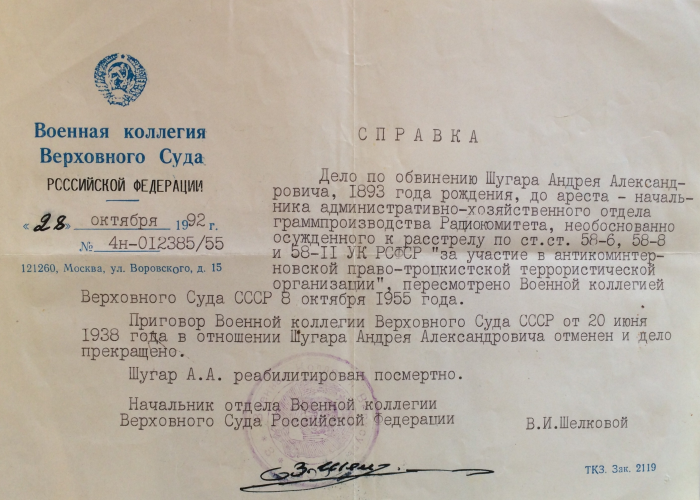 Военная коллегия
Верховного Суда
РСССИЙСКОЙ ФЕДЕРАЦИИ
«28» октября 1992 г.
№ 4н-012385/55
121260, Москва, ул. Воровского, д. 15
СПРАВКА
Дело по обвинению Шугара Андрея Александ-
ровича, 1893 года рождения, до ареста - началь-
ника административно-хозяйственного отдела
граммпроизводства Радиокомитета, необоснованно
осужденного к расстрелу по ст.ст. 58-6, 58-8
и 58-II УК РСФСР "за участие в антикоминтер-
новской право-троцкистской террористической
организации", пересмотрено Военной коллегией
Верховного Суда СССР 8 октября 1955 года.
Приговор Военной коллегии Верховного Суда СССР от 20 июня
1938 года в отношении Шугара Андрея Александровича отменен и дело
прекращено.
Шугар А.А. реабилитирован посмертно.
Начальник отдела Военной коллегии
Верховного Суда Российской Федерации
В.И.Шелковой
ТКЗ. Зак. 2119